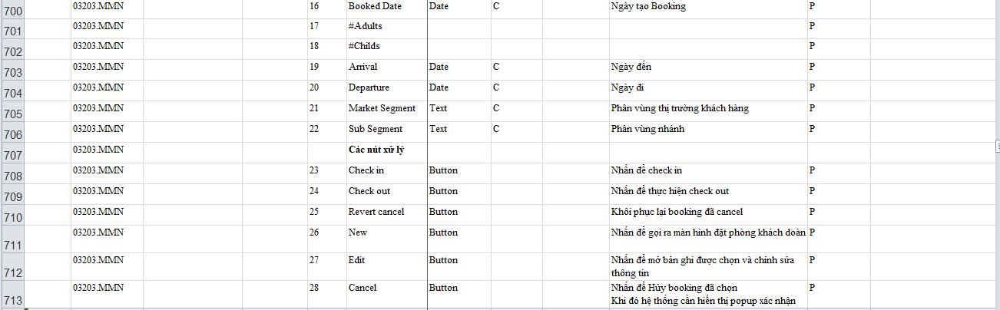 700 03203.MMN 16 Booked Date Date C Ngày tạo Booking P
701 03203.MMN 17 #Adults P
702 03203.MMN 18 #Childs P
703 03203.MMN 19 Arrival Date C Ngày đến P
704 03203.MMN 20 Departure Date C Ngày đi P
705 03203.MMN 21 Market Segment Text C Phân vùng thị trường khách hàng P
706 03203.MMN 22 Sub Segment Text C Phân vùng nhánh P
707 03203.MMN Các nút xử lý
708 03203.MMN 23 Check in Button Nhấn để check in P
709 03203.MMN 24 Check out Button Nhấn để thực hiện check out P
710 03203.MMN 25 Revert cancel Button Khôi phục lại booking đã cancel P
711 03203.MMN 26 New Button Nhấn để gọi ra màn hình đặt phòng khách đoàn P
712 03203.MMN 27 Edit Button Nhấn để mở bản ghi được chọn và chỉnh sửa P
thông tin
713 03203.MMN 28 Cancel Button Nhấn để Hủy booking đã chọn P
Khi đó hệ thống cần hiển thị popup xác nhận